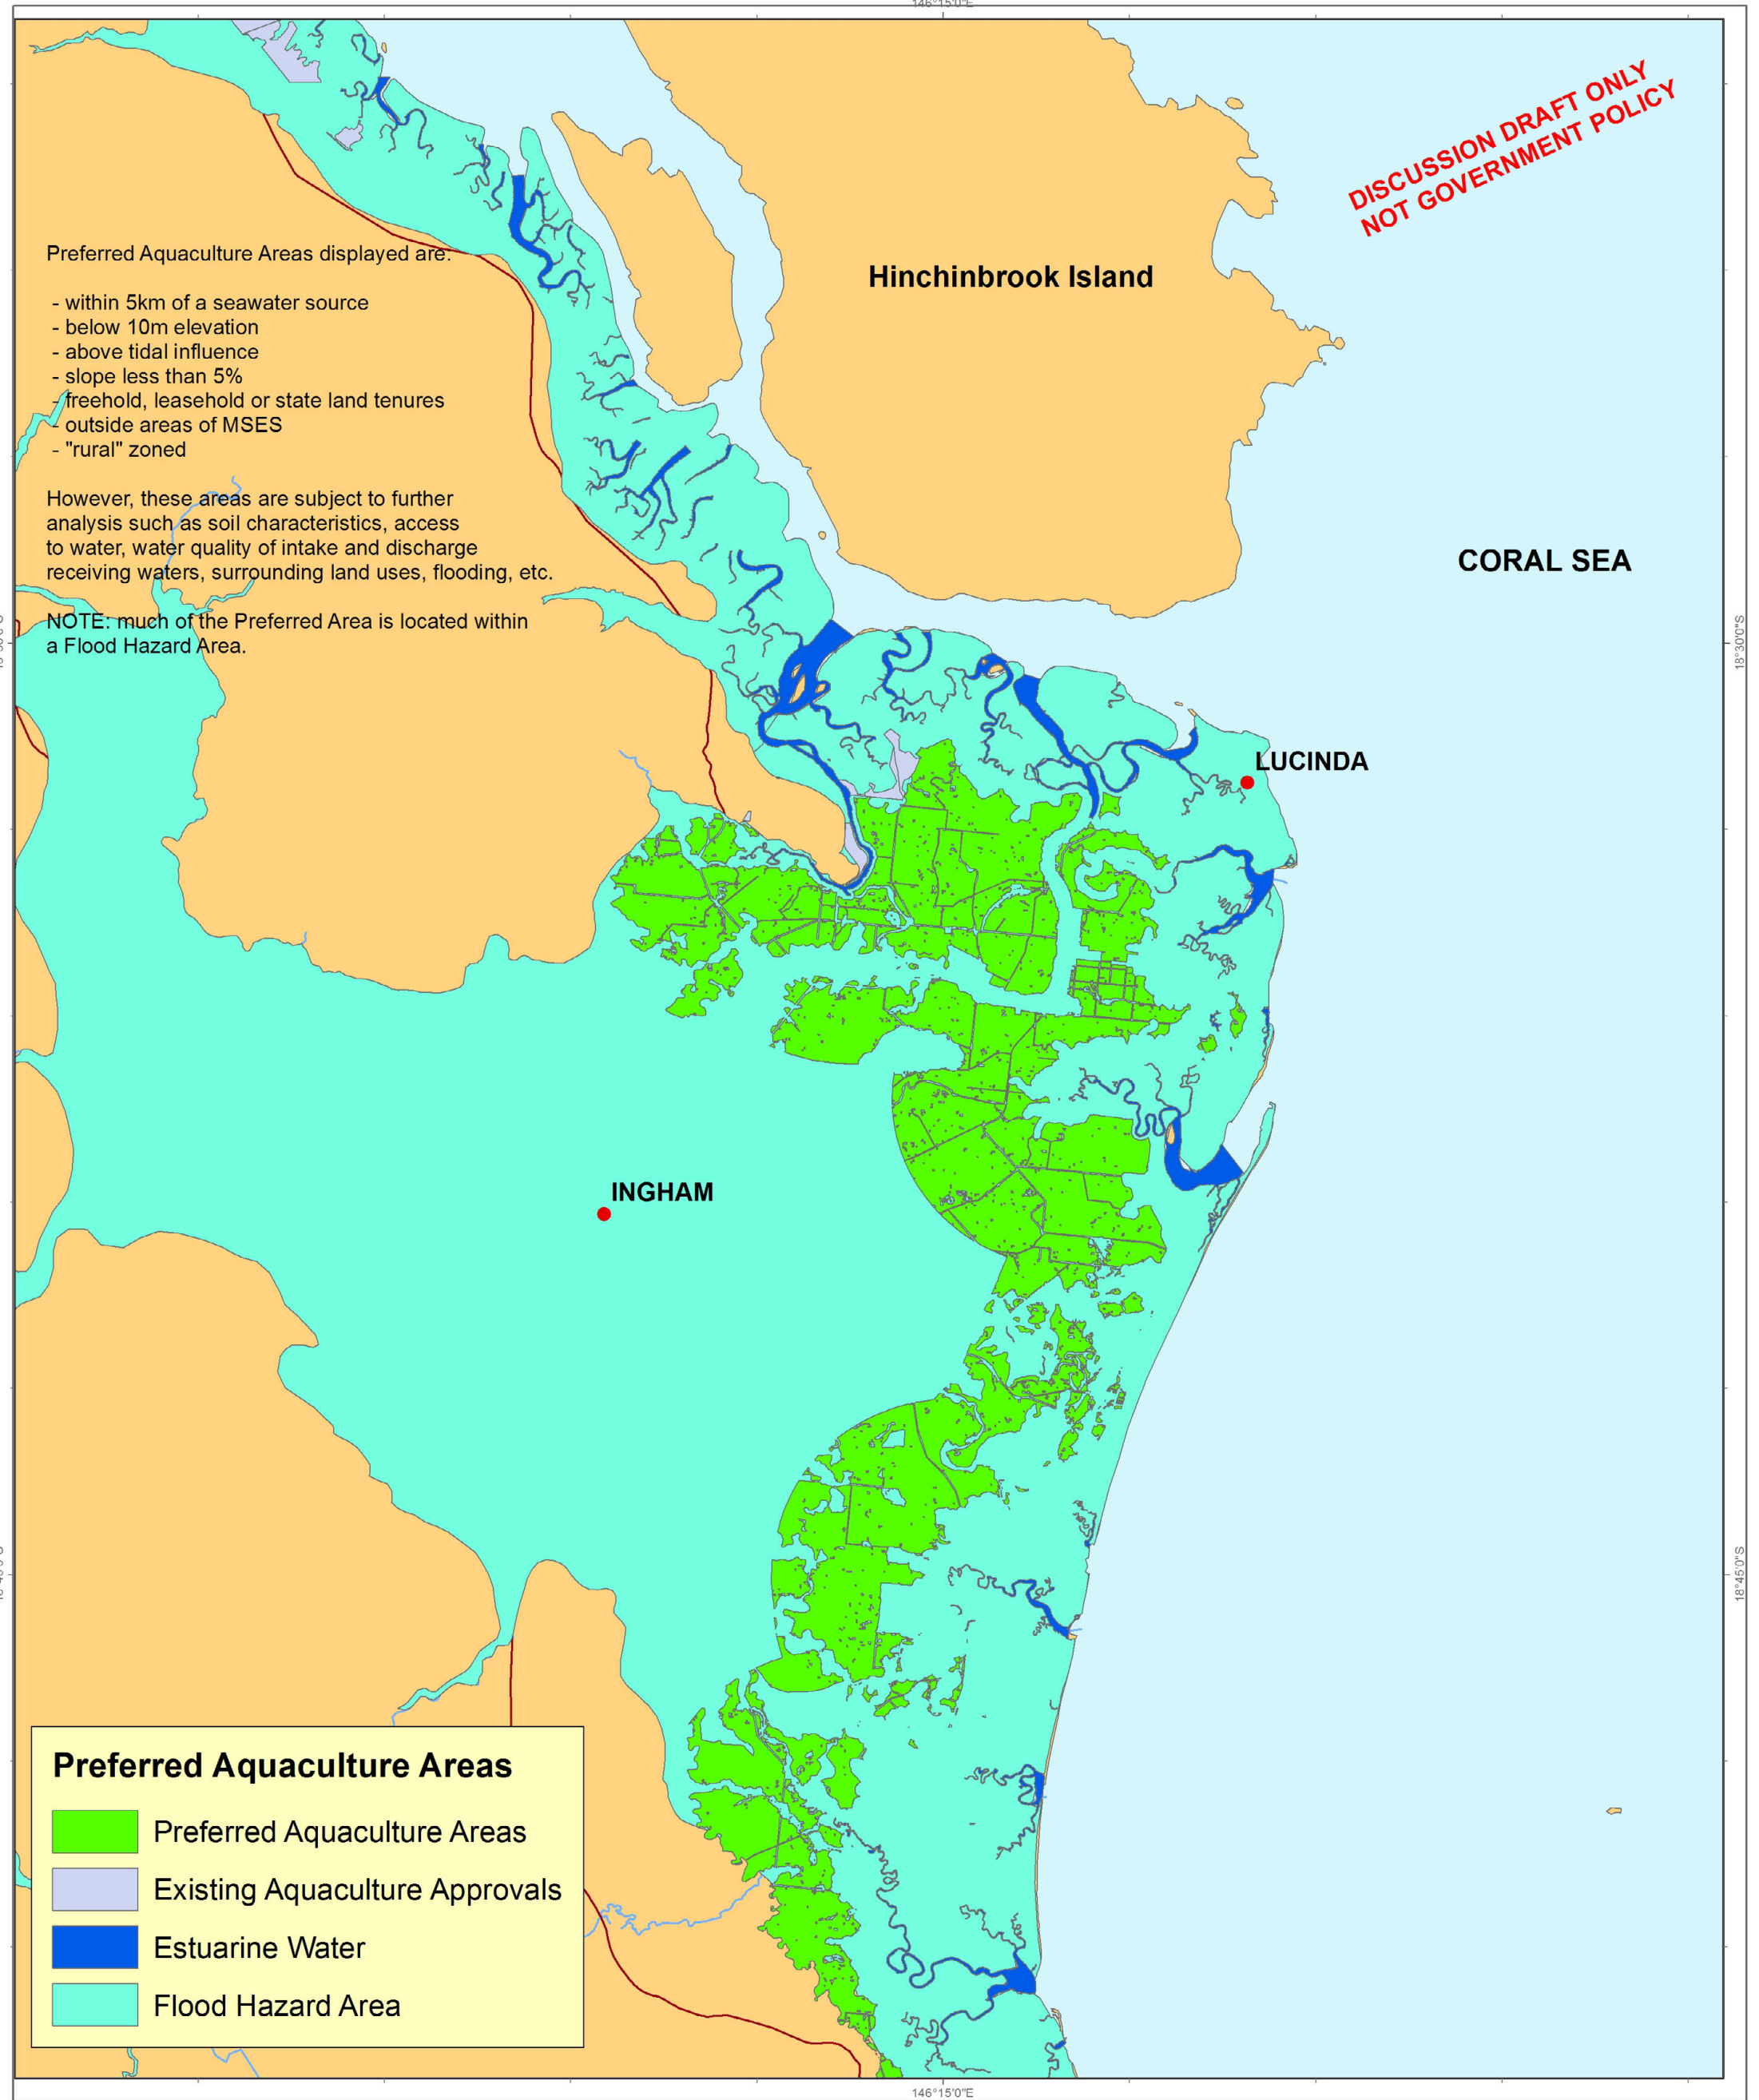 146°15'0"E
DISCUSSION DRAFT ONLY
NOT GOVERNMENT POLICY
Preferred Aquaculture Areas displayed are:
- within 5km of a seawater source
- below 10m elevation
- above tidal influence
- slope less than 5%
- freehold, leasehold or state land tenures
- outside areas of MSES
- "rural" zoned
However, these areas are subject to further
analysis such as soil characteristics, access
to water, water quality of intake and discharge
receiving waters, surrounding land uses, flooding, etc.
NOTE: much of the Preferred Area is located within
a Flood Hazard Area.
Hinchinbrook Island
CORAL SEA
18°30'0"S
LUCINDA
INGHAM
18°45'0"S
Preferred Aquaculture Areas
Preferred Aquaculture Areas
Existing Aquaculture Approvals
Estuarine Water
Flood Hazard Area
146°15'0"E